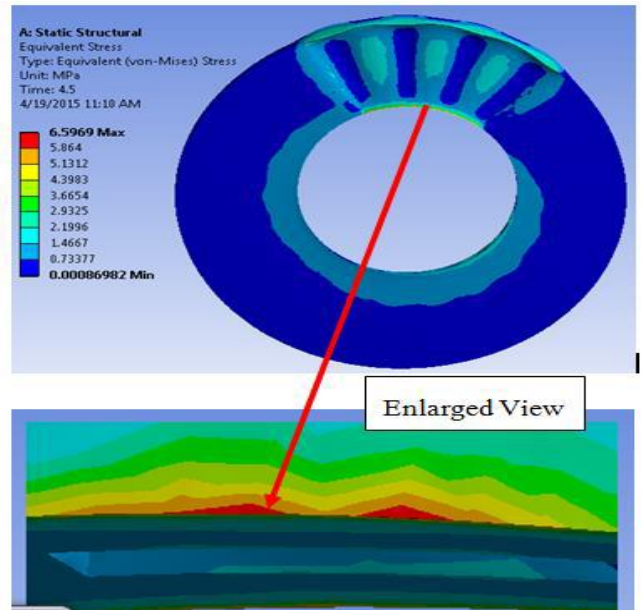 A: Static Structural
Equivalent Stress
Type: Equivalent (von-Mises) Stress
Unit: MPa
Time: 4.5
4/19/2015 11:10 AM
6.5969 Max
5.864
5.1312
4.3983
3.6654
2.9325
2.1996
1.4667
0.73377
0.00086982 Min
Enlarged View